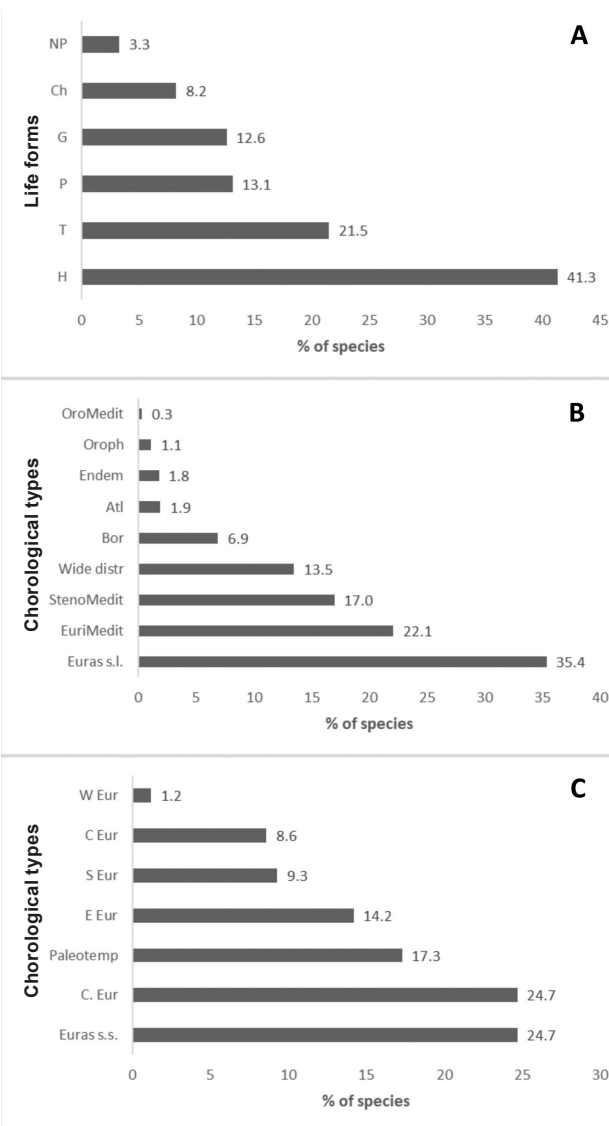 A
Life forms
NP 3.3
Ch 8.2
G 12.6
P 13.1
T 21.5
H 41.3
0 5 10 15 20 25 30 35 40 45
% of species
B
Chorological types
OroMedit 0.3
Oroph 1.1
Endem 1.8
Atl 1.9
Bor 6.9
Wide distr 13.5
StenoMedit 17.0
EuriMedit 22.1
Euras s.l. 35.4
0 5 10 15 20 25 30 35 40
% of species
C
Chorological types
W Eur 1.2
C Eur 8.6
S Eur 9.3
E Eur 14.2
Paleotemp 17.3
C. Eur 24.7
Euras s.s. 24.7
0 5 10 15 20 25 30
% of species